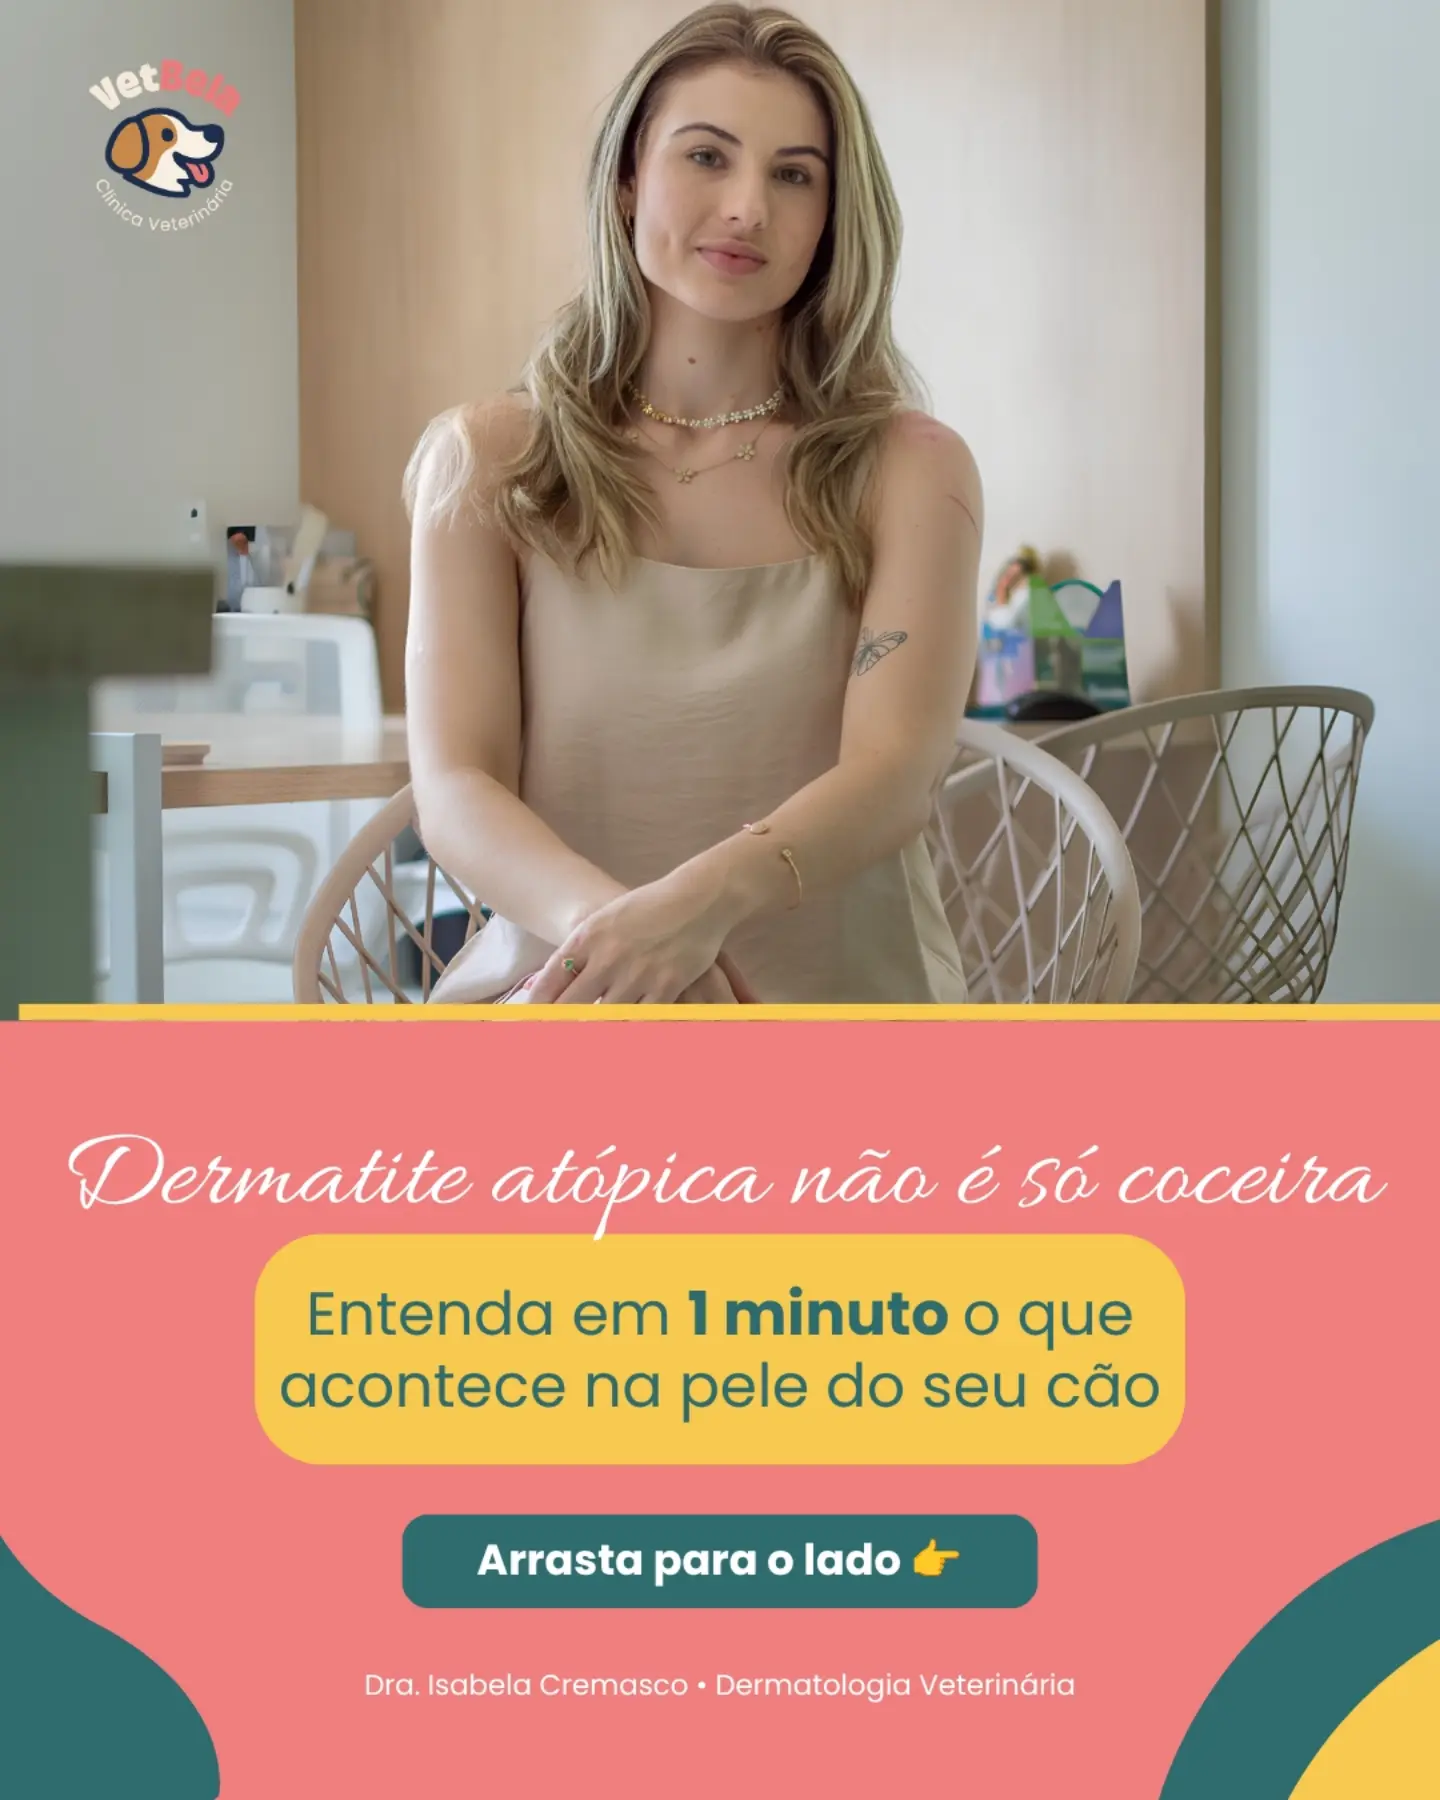 VetBela
Clínica Veterinária
Dermatite atópica não é só coceira
Entenda em 1 minuto o que
acontece na pele do seu cão
Arrasta para o lado 👉
Dra. Isabela Cremasco • Dermatologia Veterinária